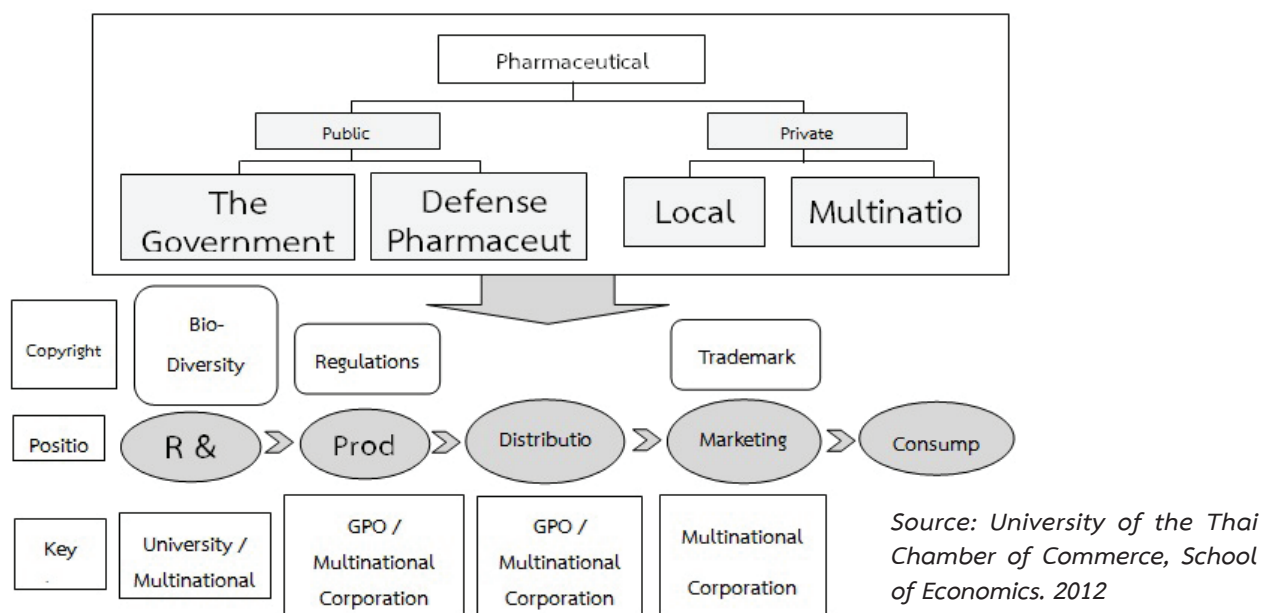 Pharmaceutical
Public
Private
The
Government
Defense
Pharmaceut
Local
Multinatio
Copyright
Bio-
Diversity
Regulations
Trademark
Positio
R &
Prod
Distributio
Marketing
Consump
Key
University /
Multinational
GPO /
Multinational
Corporation
GPO /
Multinational
Corporation
Multinational
Corporation
Source: University of the Thai
Chamber of Commerce, School
of Economics. 2012